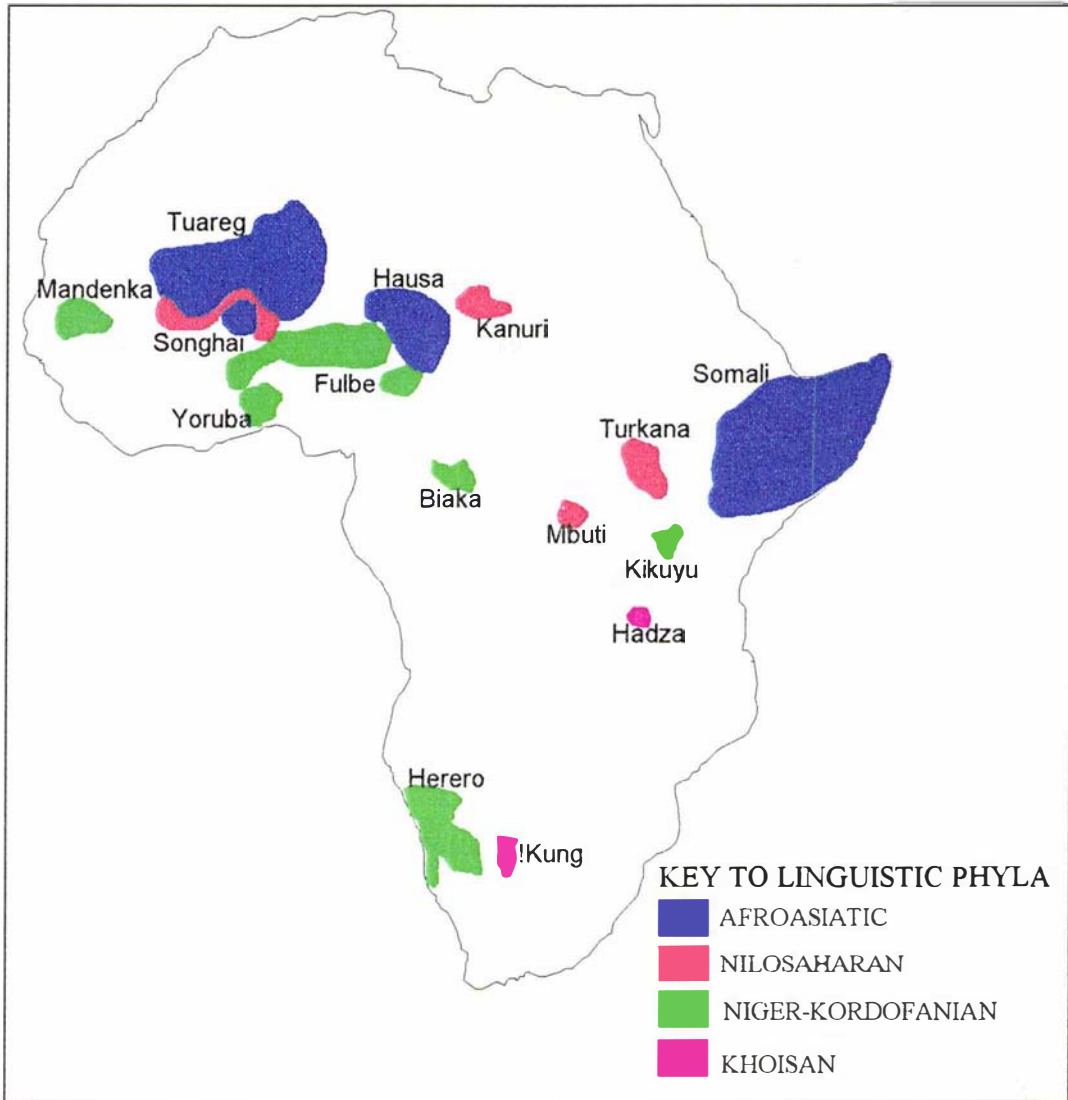 Tuareg
Mandenka
Hausa
Songhai
Kanuri
Fulbe
Yoruba
Somali
Turkana
Biaka
Mbuti
Kikuyu
Hadza
Herero
!Kung
KEY TO LINGUISTIC PHYLA
AFROASIATIC
NILOSAHARAN
NIGER-KORDOFANIAN
KHOISAN